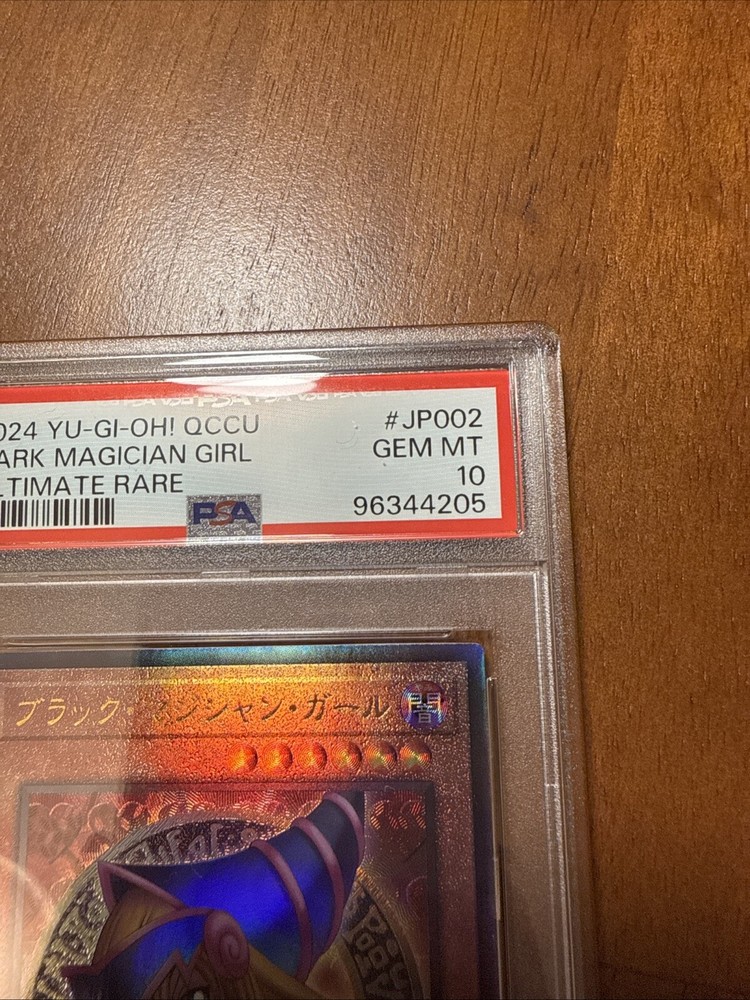 024 YU-GI-OH! QCCU #JP002
ARK MAGICIAN GIRL GEM MT
LTIMATE RARE 10
PSA 96344205
ブラック・ ジシャン・ガール 闇